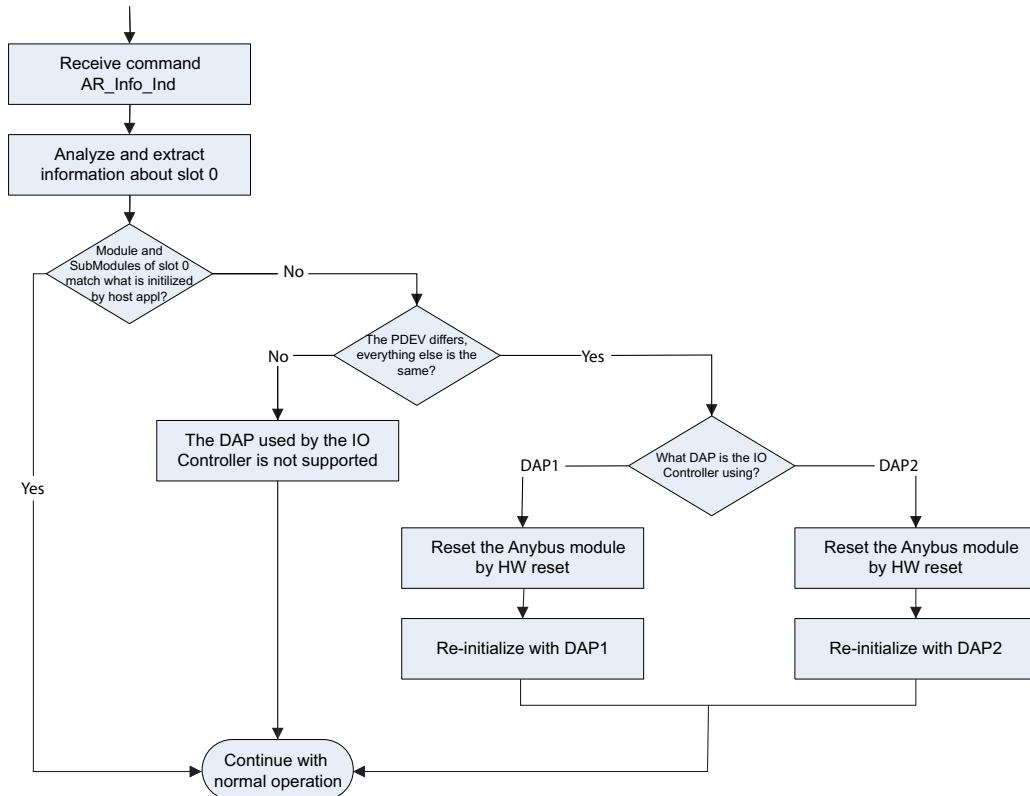 Receive command
AR_Info_Ind
Analyze and extract
information about slot 0
Module and
SubModules of slot 0
match what is initilized
by host appl?
No
The PDEV differs,
everything else is the
same?
No
Yes
The DAP used by the IO
Controller is not supported
What DAP is the IO
Controller using?
DAP1
DAP2
Yes
Reset the Anybus module
by HW reset
Reset the Anybus module
by HW reset
Re-initialize with DAP1
Re-initialize with DAP2
Continue with
normal operation